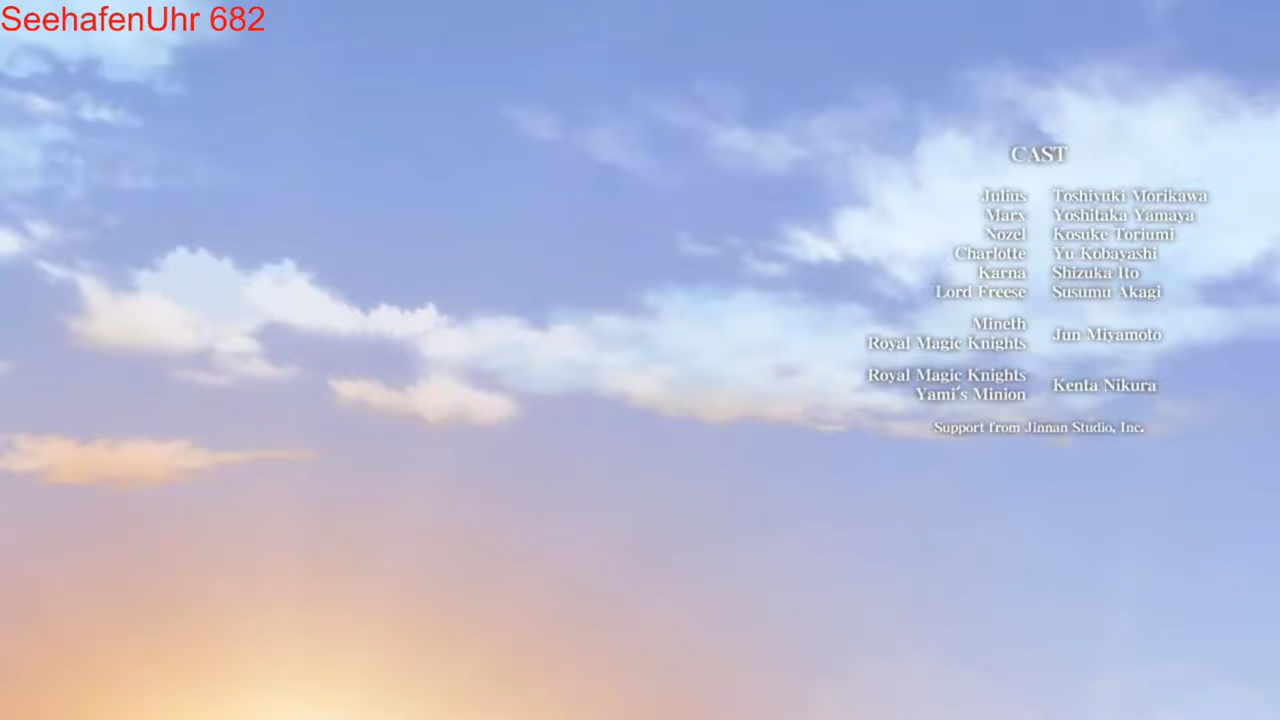 SeehafenUhr 682
CAST
Julius Toshiyuki Morikawa
Marx Yoshitaka Yamaya
Nozel Kosuke Toriumi
Charlotte Yu Kobayashi
Karna Shizuka Ito
Lord Freese Susumu Akagi
Mineth
Royal Magic Knights
Jun Miyamoto
Royal Magic Knights
Yami's Minion
Kenta Nikura
Support from Jinnan Studio, Inc.